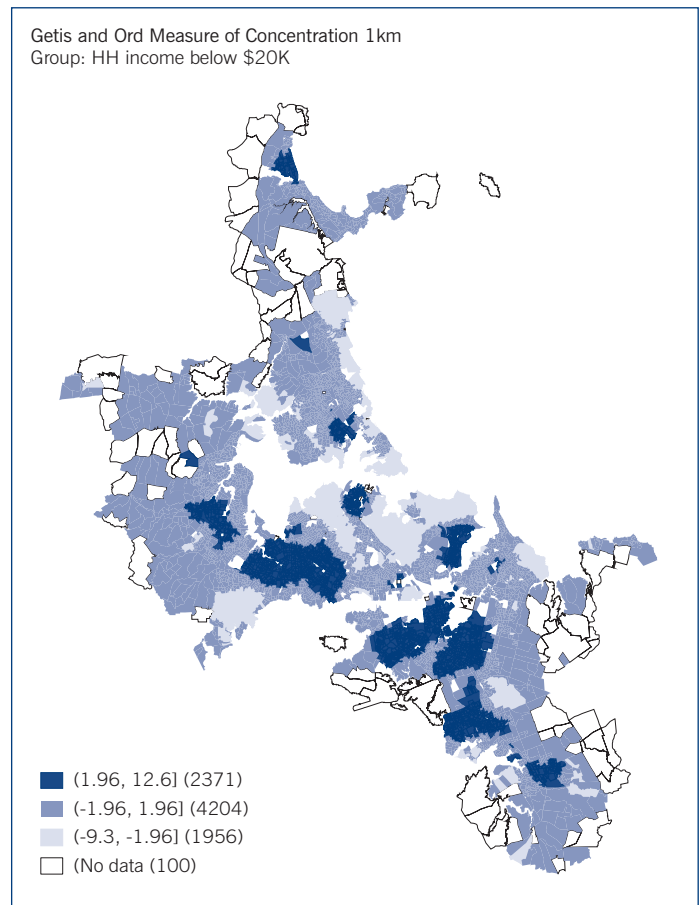 Getis and Ord Measure of Concentration 1km
Group: HH income below $20K
(1.96, 12.6] (2371)
(-1.96, 1.96] (4204)
(-9.3, -1.96] (1956)
(No data (100)